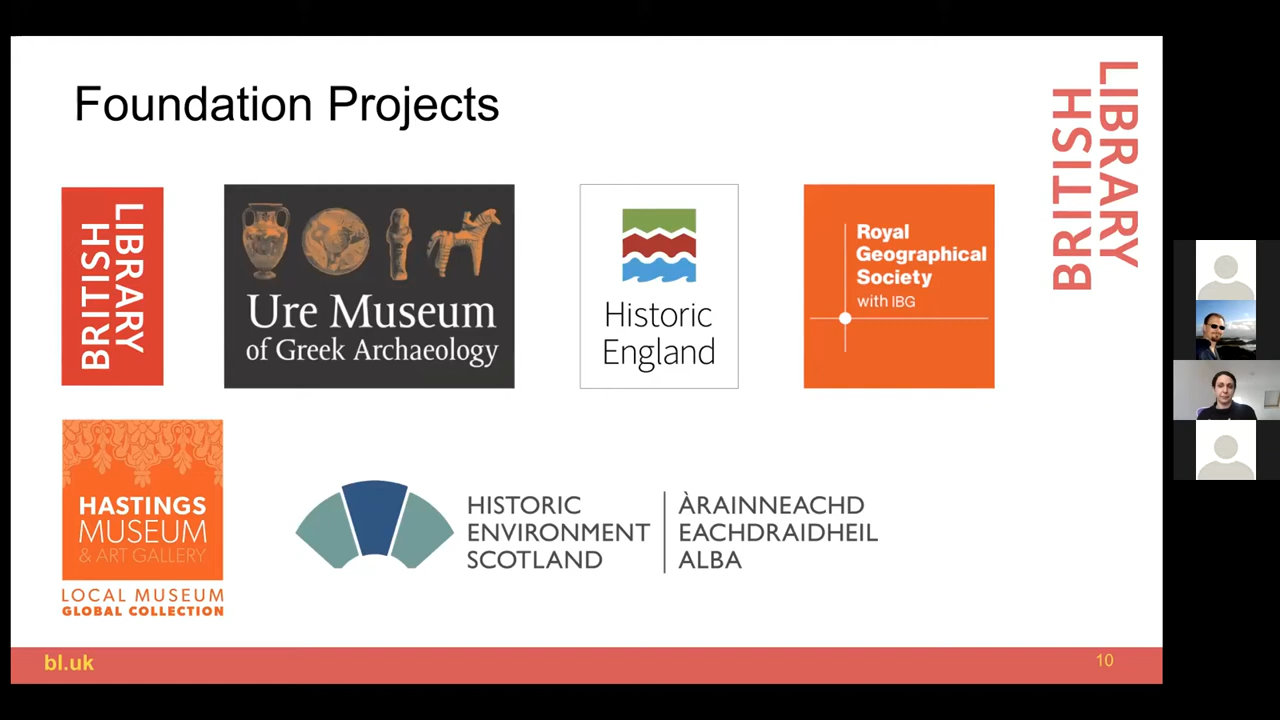 Foundation Projects
LIBRARY
BRITISH
LIBRARY
BRITISH
Ure Museum
of Greek Archaeology
Historic
England
Royal
Geographical
Society
with IBG
HASTINGS
MUSEUM
& ART GALLERY
LOCAL MUSEUM
GLOBAL COLLECTION
HISTORIC
ENVIRONMENT
SCOTLAND
ÀRAINNEACHD
EACHDRAIDHEIL
ALBA
bl.uk
10